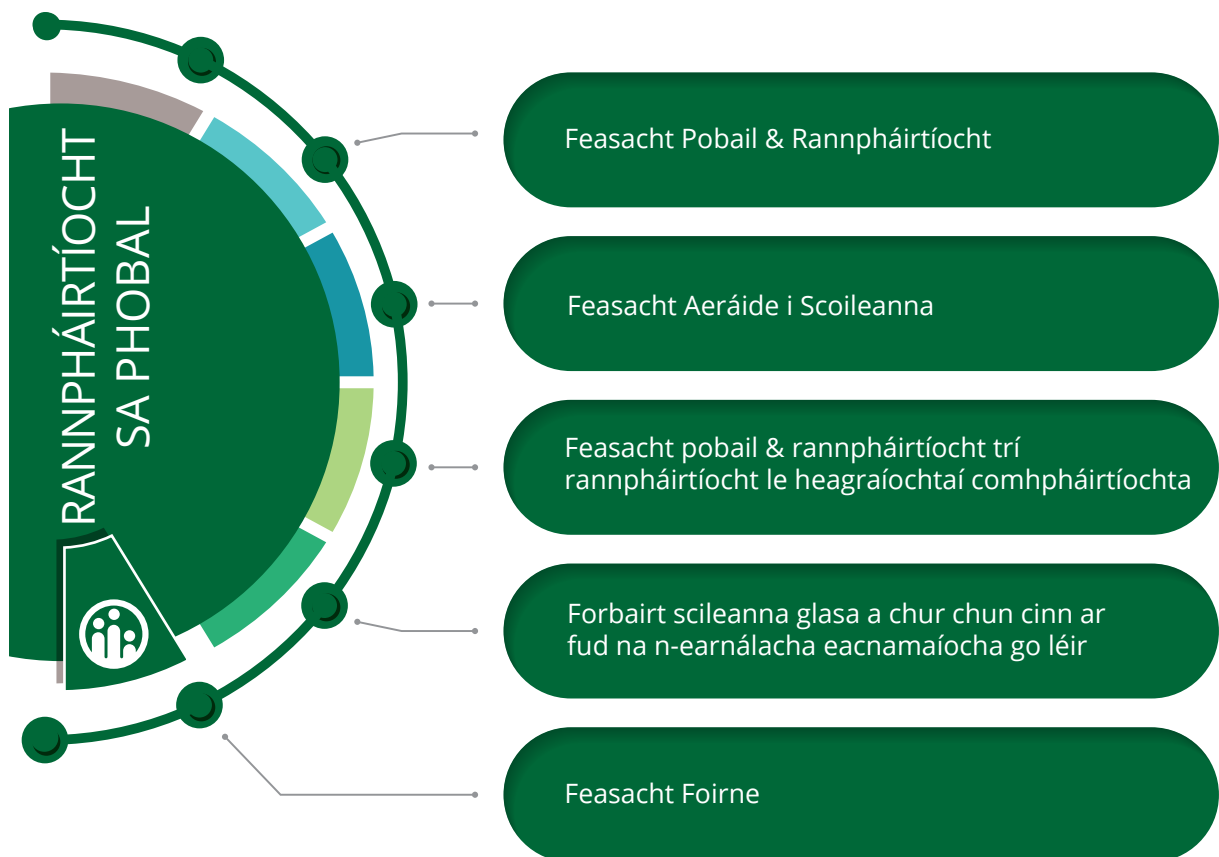 RANNPHÁIRTÍOCHT
SA PHOBAL
Feasacht Pobail & Rannpháirtíocht
Feasacht Aeráide i Scoileanna
Feasacht pobail & rannpháirtíocht trí
rannpháirtíocht le heagraíochtaí comhpháirtíochta
Forbairt scileanna glasa a chur chun cinn ar
fud na n-earnálacha eacnamaíocha go léir
Feasacht Foirne